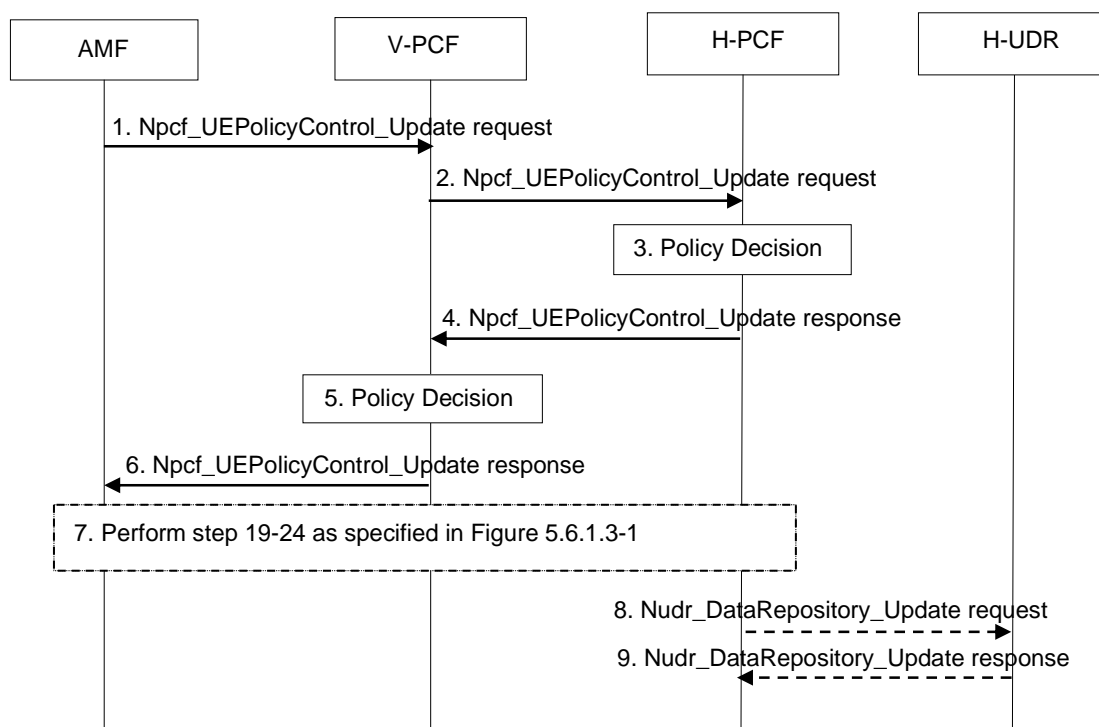 AMF
V-PCF
H-PCF
H-UDR
1. Npcf_UEPolicyControl_Update request
2. Npcf_UEPolicyControl_Update request
3. Policy Decision
4. Npcf_UEPolicyControl_Update response
5. Policy Decision
6. Npcf_UEPolicyControl_Update response
7. Perform step 19-24 as specified in Figure 5.6.1.3-1
8. Nudr_DataRepository_Update request
9. Nudr_DataRepository_Update response